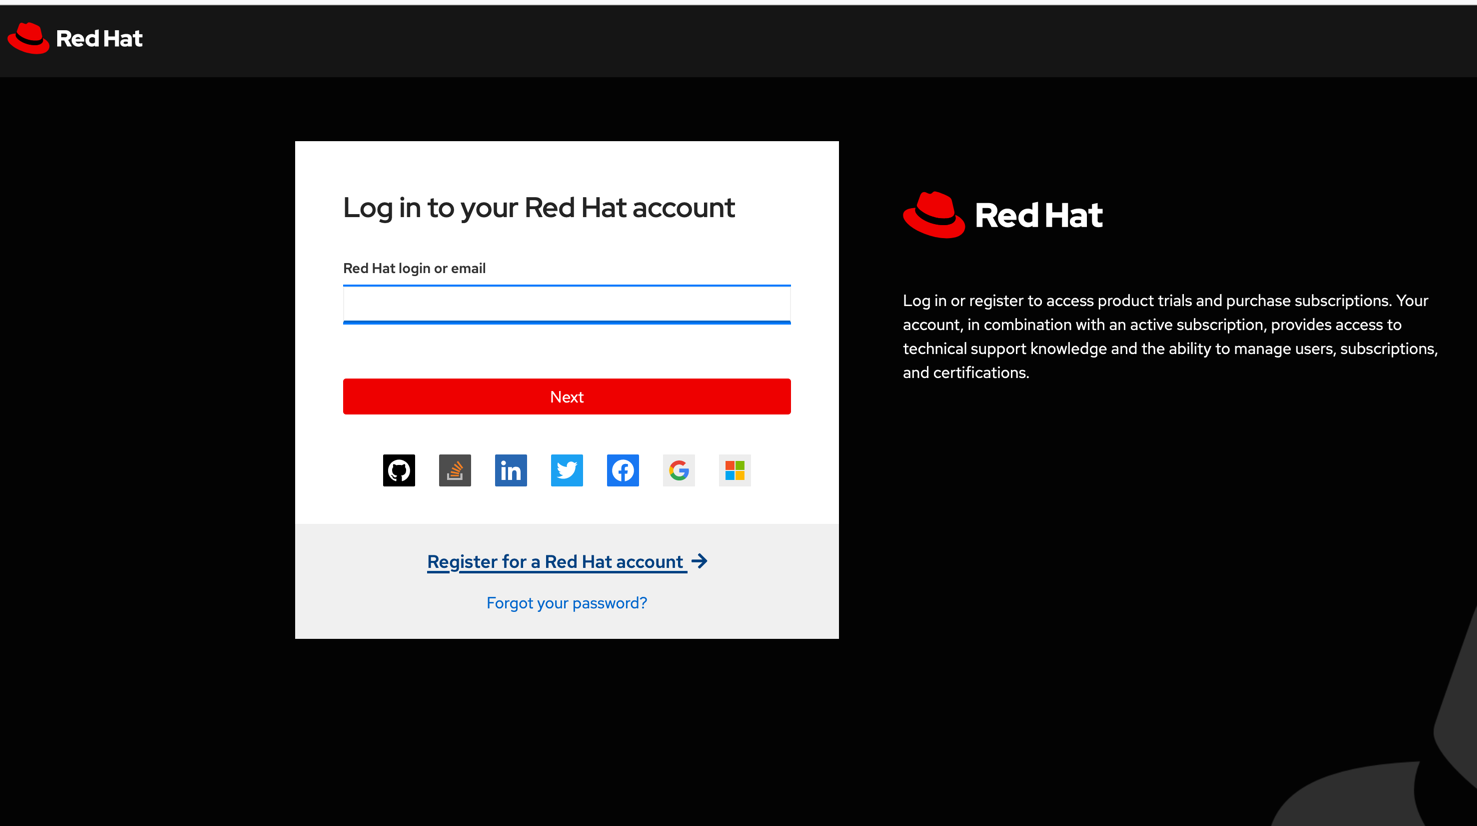 Red Hat
Log in to your Red Hat account
Red Hat login or email
Next
in
Register for a Red Hat account →
Forgot your password?
Red Hat
Log in or register to access product trials and purchase subscriptions. Your
account, in combination with an active subscription, provides access to
technical support knowledge and the ability to manage users, subscriptions,
and certifications.